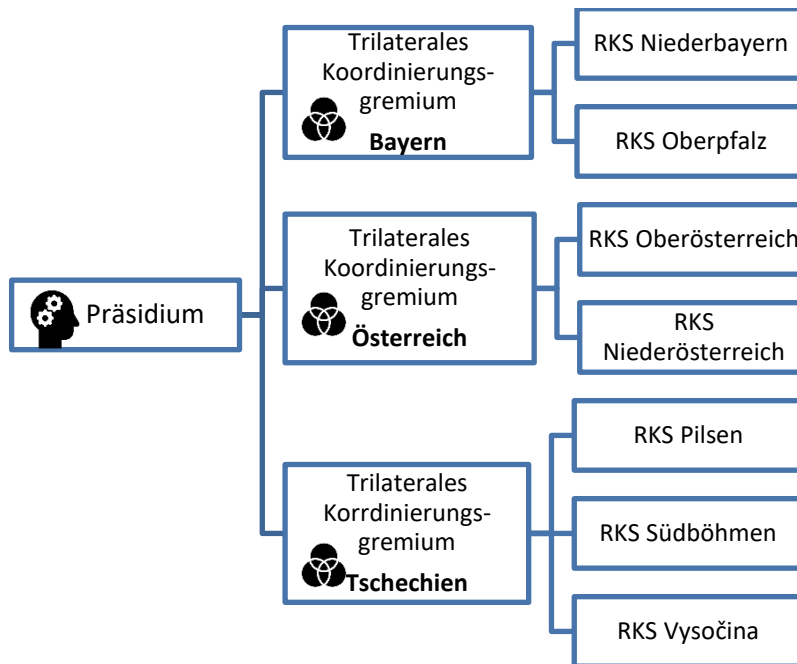 Präsidium
Trilaterales
Koordinierungs-
gremium
Bayern
RKS Niederbayern
RKS Oberpfalz
Trilaterales
Koordinierungs-
gremium
Österreich
RKS Oberösterreich
RKS
Niederösterreich
Trilaterales
Korrdinierungs-
gremium
Tschechien
RKS Pilsen
RKS Südböhmen
RKS Vysočina